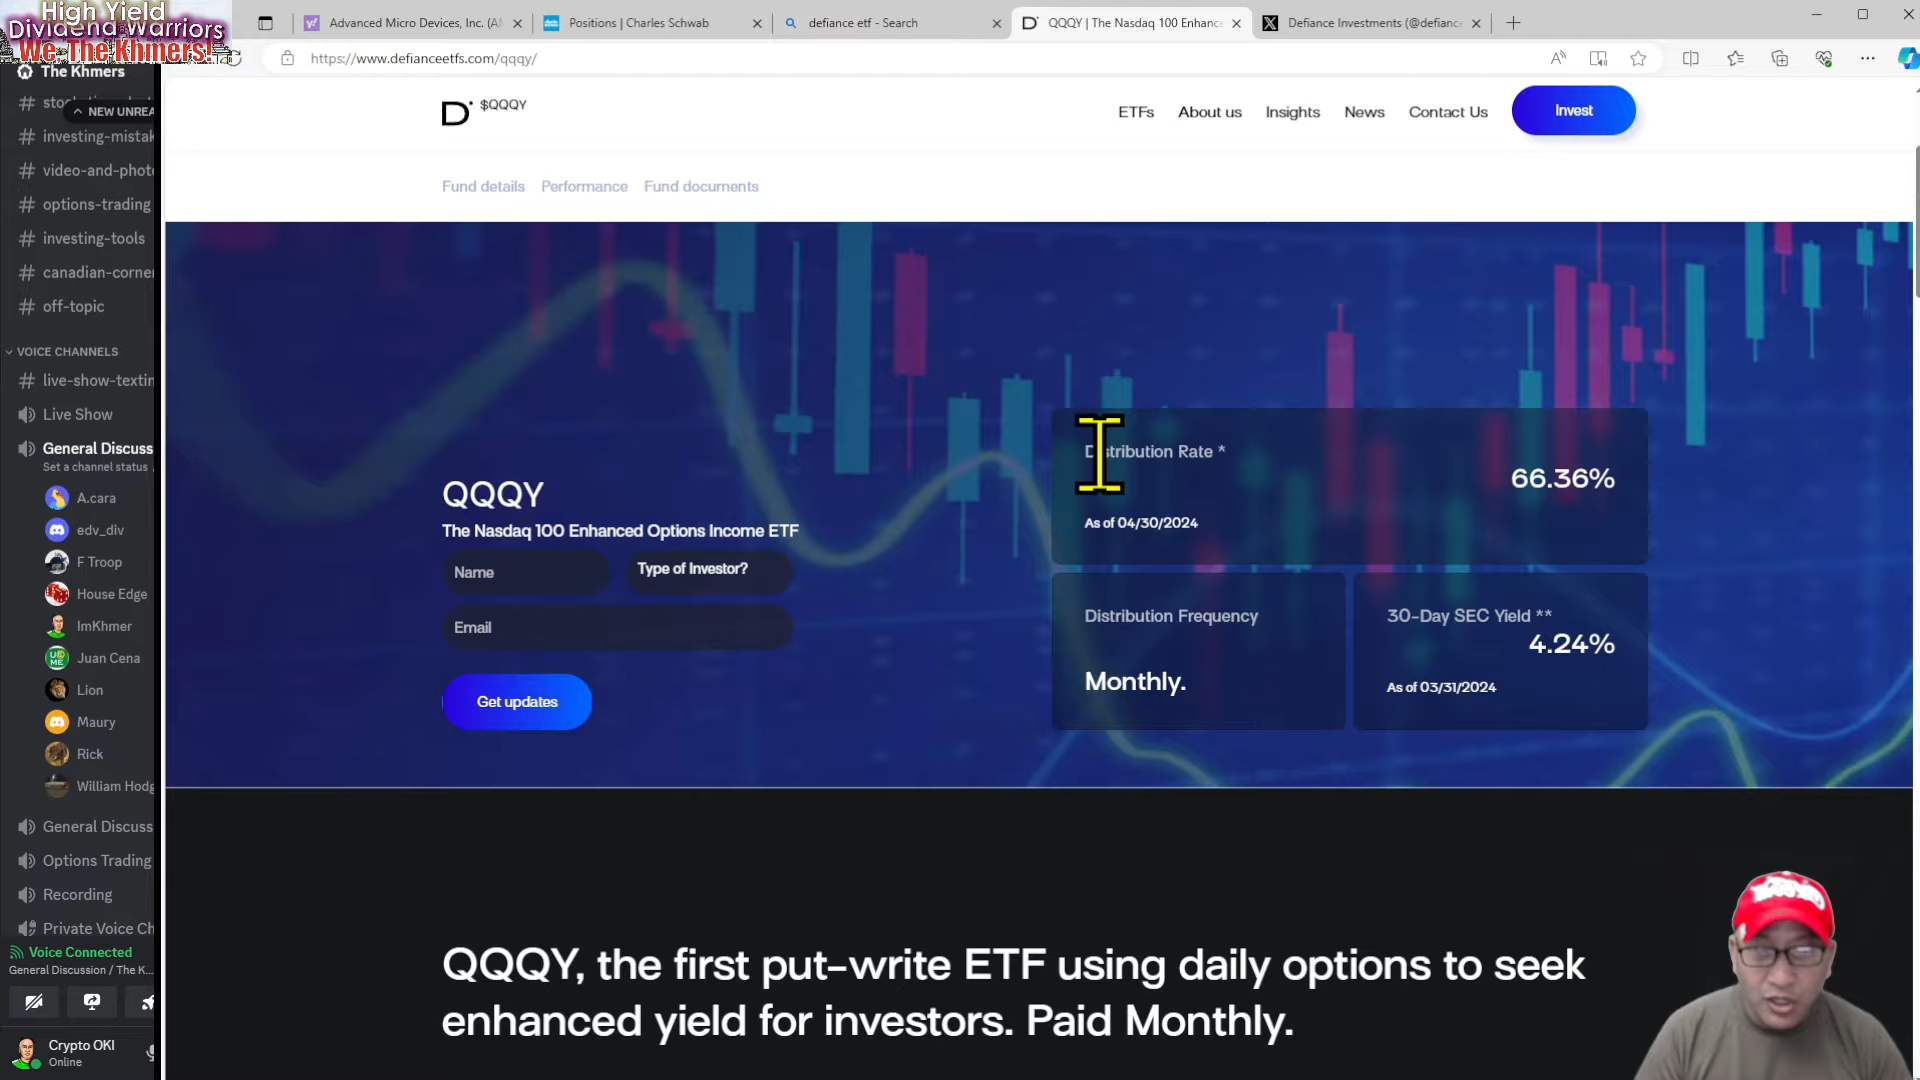 High Yield
Dividend Warriors
We The Khmers!
Advanced Micro Devices, Inc. (A
Positions | Charles Schwab
defiance etf - Search
QQQY | The Nasdaq 100 Enhance
Defiance Investments (@defiance
https://www.defianceetfs.com/qqqy/
The Khmers
NEW UNREA
investing-mistak
video-and-phot
options-trading
investing-tools
canadian-corner
off-topic
VOICE CHANNELS
live-show-textin
Live Show
General Discuss
Set a channel status
A.cara
edv_div
F Troop
House Edge
ImKhmer
Juan Cena
Lion
Maury
Rick
William Hodg
General Discuss
Options Trading
Recording
Private Voice Ch
Voice Connected
General Discussion / The K...
Crypto OKI
Online
D $QQQY
ETFs About us Insights News Contact Us Invest
Fund details Performance Fund documents
QQQY
The Nasdaq 100 Enhanced Options Income ETF
Name
Type of Investor?
Email
Get updates
Distribution Rate *
66.36%
As of 04/30/2024
Distribution Frequency
Monthly.
30-Day SEC Yield **
4.24%
As of 03/31/2024
QQQY, the first put-write ETF using daily options to seek
enhanced yield for investors. Paid Monthly.